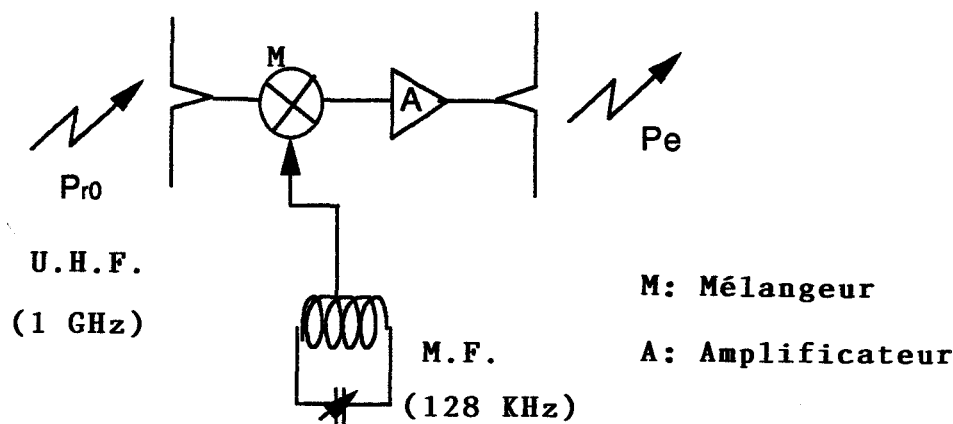 M
A
Pr0
Pe
U.H.F.
(1 GHz)
M: Mélangeur
M.F.
A: Amplificateur
(128 KHz)